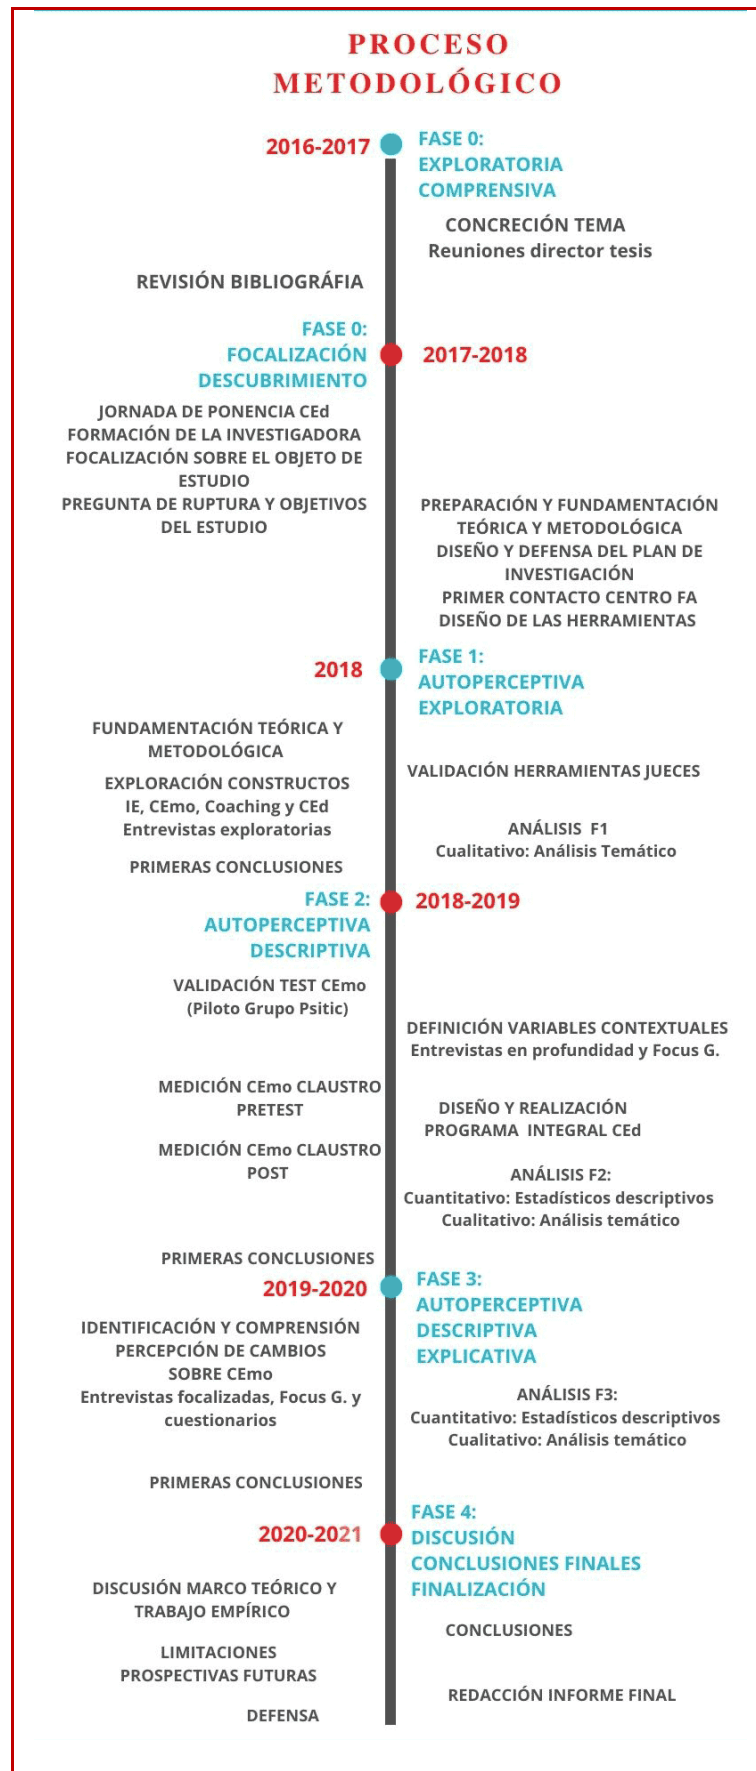 PROCESO
METODOLÓGICO
2016-2017
FASE 0:
EXPLORATORIA
COMPRENSIVA
CONCRECIÓN TEMA
Reuniones director tesis
REVISIÓN BIBLIOGRÁFIA
FASE 0:
FOCALIZACIÓN
DESCUBRIMIENTO
2017-2018
JORNADA DE PONENCIA CEd
FORMACIÓN DE LA INVESTIGADORA
FOCALIZACIÓN SOBRE EL OBJETO DE
ESTUDIO
PREGUNTA DE RUPTURA Y OBJETIVOS
DEL ESTUDIO
PREPARACIÓN Y FUNDAMENTACIÓN
TEÓRICA Y METODOLÓGICA
DISEÑO Y DEFENSA DEL PLAN DE
INVESTIGACIÓN
PRIMER CONTACTO CENTRO FA
DISEÑO DE LAS HERRAMIENTAS
2018
FASE 1:
AUTOPERCEPTIVA
EXPLORATORIA
FUNDAMENTACIÓN TEÓRICA Y
METODOLÓGICA
VALIDACIÓN HERRAMIENTAS JUECES
EXPLORACIÓN CONSTRUCTOS
IE, CEmo, Coaching y CEd
Entrevistas exploratorias
ANÁLISIS F1
Cualitativo: Análisis Temático
PRIMERAS CONCLUSIONES
FASE 2:
AUTOPERCEPTIVA
DESCRIPTIVA
2018-2019
VALIDACIÓN TEST CEmo
(Piloto Grupo Psitic)
DEFINICIÓN VARIABLES CONTEXTUALES
Entrevistas en profundidad y Focus G.
MEDICIÓN CEmo CLAUSTRO
PRETEST
DISEÑO Y REALIZACIÓN
PROGRAMA INTEGRAL CEd
MEDICIÓN CEmo CLAUSTRO
POST
ANÁLISIS F2:
Cuantitativo: Estadísticos descriptivos
Cualitativo: Análisis temático
PRIMERAS CONCLUSIONES
2019-2020
FASE 3:
AUTOPERCEPTIVA
DESCRIPTIVA
EXPLICATIVA
IDENTIFICACIÓN Y COMPRENSIÓN
PERCEPCIÓN DE CAMBIOS
SOBRE CEmo
Entrevistas focalizadas, Focus G. y
cuestionarios
ANÁLISIS F3:
Cuantitativo: Estadísticos descriptivos
Cualitativo: Análisis temático
PRIMERAS CONCLUSIONES
2020-2021
FASE 4:
DISCUSIÓN
CONCLUSIONES FINALES
FINALIZACIÓN
DISCUSIÓN MARCO TEÓRICO Y
TRABAJO EMPÍRICO
CONCLUSIONES
LIMITACIONES
PROSPECTIVAS FUTURAS
REDACCIÓN INFORME FINAL
DEFENSA